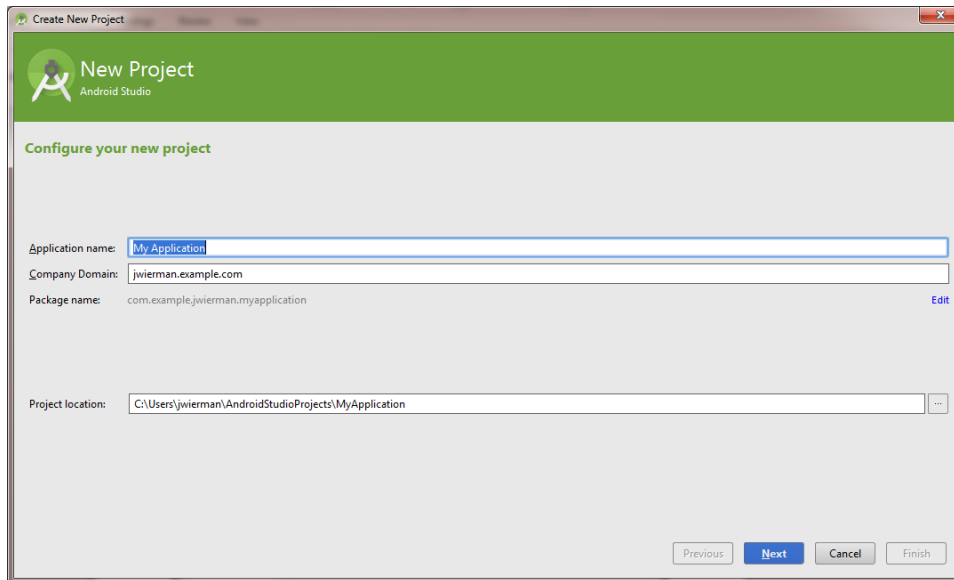 Create New Project
New Project
Android Studio
Configure your new project
Application name: My Application
Company Domain: jwierman.example.com
Package name: com.example.jwierman.myapplication Edit
Project location: C:\Users\jwierman\AndroidStudioProjects\MyApplication ...
Previous Next Cancel Finish